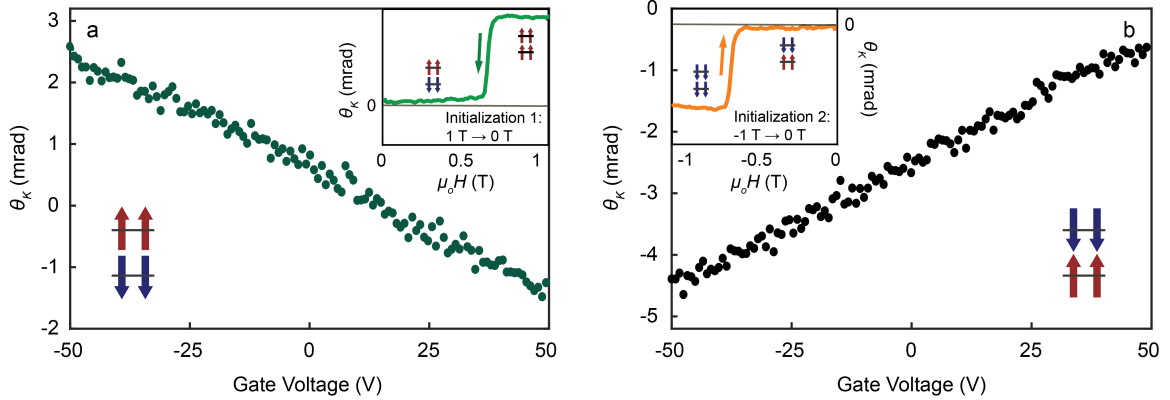 a
3
2
1
0
-1
-2
θK (mrad)
-50
-25
0
25
50
Gate Voltage (V)
θK (mrad)
0
Initialization 1:
1 T → 0 T
0
0.5
1
μoH (T)
b
-0
-1
-2
-3
-4
-5
θK (mrad)
-50
-25
0
25
50
Gate Voltage (V)
0
θK (mrad)
Initialization 2:
-1 T → 0 T
-1
-0.5
0
μoH (T)